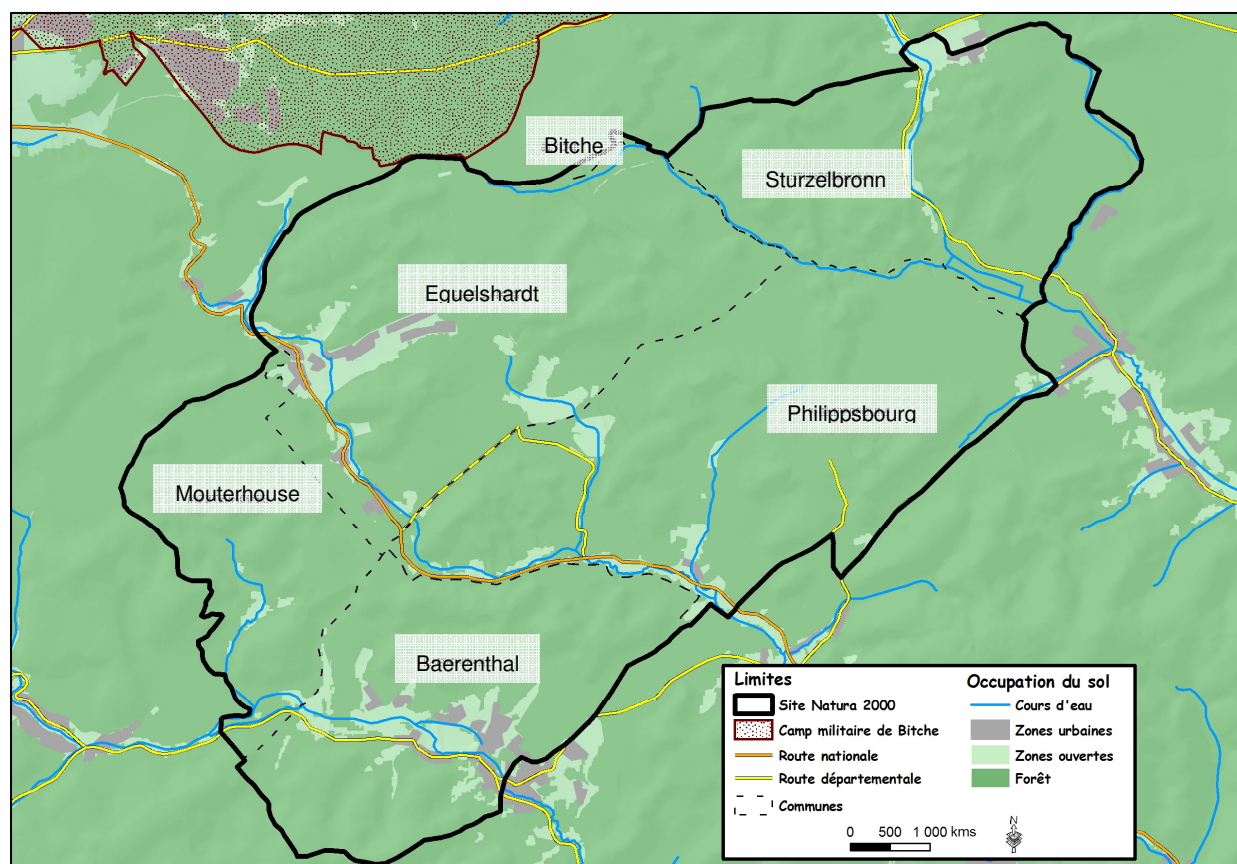 Bitche
Sturzelbronn
Eguelshardt
Philippsbourg
Mouterhouse
Baerenthal
Limites
Site Natura 2000
Camp militaire de Bitche
Route nationale
Route départementale
Communes
Occupation du sol
Cours d'eau
Zones urbaines
Zones ouvertes
Forêt
0 500 1 000 kms
N